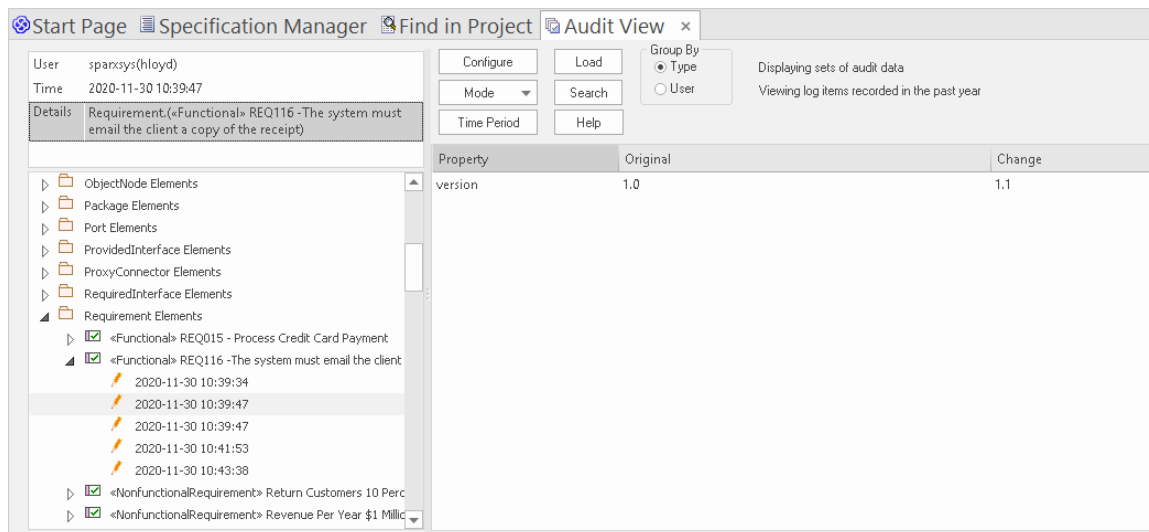 Start Page Specification Manager Find in Project Audit View ×
User sparxsys(hloyd)
Time 2020-11-30 10:39:47
Details Requirement.(«Functional» REQ116 -The system must
email the client a copy of the receipt)
Configure Load
Mode Search
Time Period Help
Group By
Type
User
Displaying sets of audit data
Viewing log items recorded in the past year
Property Original Change
version 1.0 1.1
ObjectNode Elements
Package Elements
Port Elements
ProvidedInterface Elements
ProxyConnector Elements
RequiredInterface Elements
Requirement Elements
«Functional» REQ015 - Process Credit Card Payment
«Functional» REQ116 -The system must email the client
2020-11-30 10:39:34
2020-11-30 10:39:47
2020-11-30 10:39:47
2020-11-30 10:41:53
2020-11-30 10:43:38
«NonfunctionalRequirement» Return Customers 10 Perc
«NonfunctionalRequirement» Revenue Per Year $1 Millic